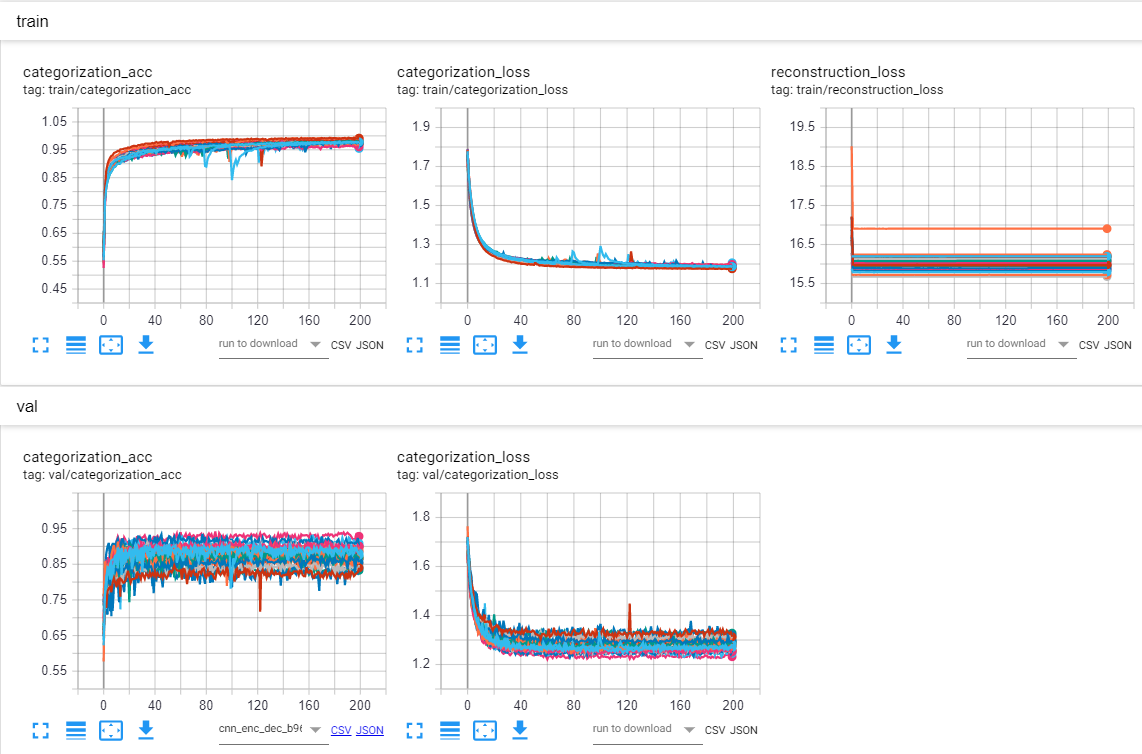 train
categorization_acc
tag: train/categorization_acc
1.05
0.95
0.85
0.75
0.65
0.55
0.45
0 40 80 120 160 200
run to download CSV JSON
categorization_loss
tag: train/categorization_loss
1.9
1.7
1.5
1.3
1.1
0 40 80 120 160 200
run to download CSV JSON
reconstruction_loss
tag: train/reconstruction_loss
19.5
18.5
17.5
16.5
15.5
0 40 80 120 160 200
run to download CSV JSON
val
categorization_acc
tag: val/categorization_acc
0.95
0.85
0.75
0.65
0.55
0 40 80 120 160 200
cnn_enc_dec_b96 CSV JSON
categorization_loss
tag: val/categorization_loss
1.8
1.6
1.4
1.2
0 40 80 120 160 200
run to download CSV JSON